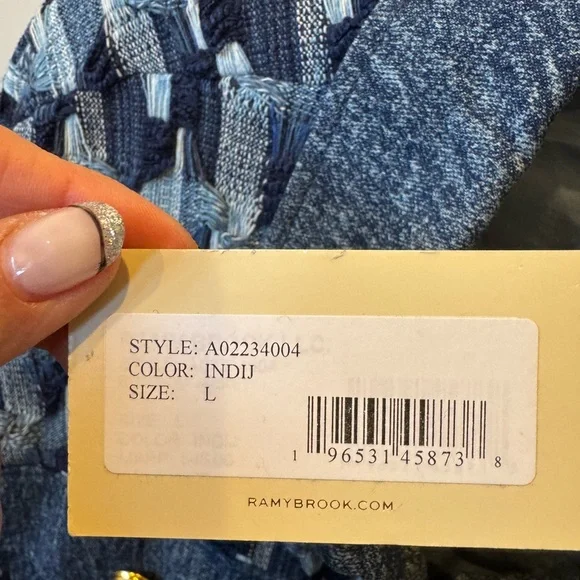 STYLE: A02234004
COLOR: INDIJ
SIZE: L
1 96531 45873 8
RAMYBROOK.COM